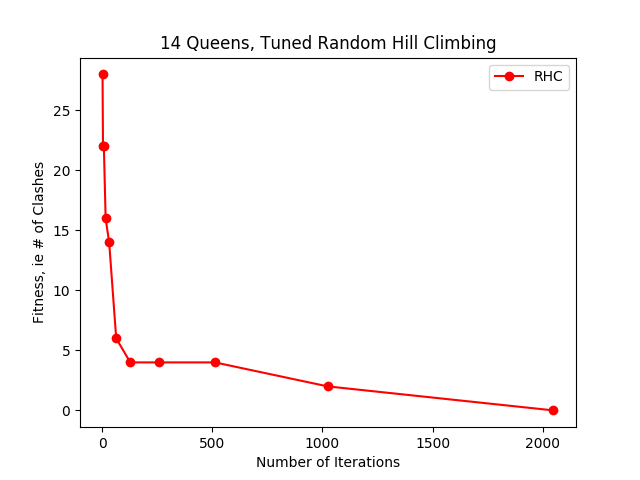 14 Queens, Tuned Random Hill Climbing
RHC
Fitness, ie # of Clashes
25
20
15
10
5
0
0 500 1000 1500 2000
Number of Iterations